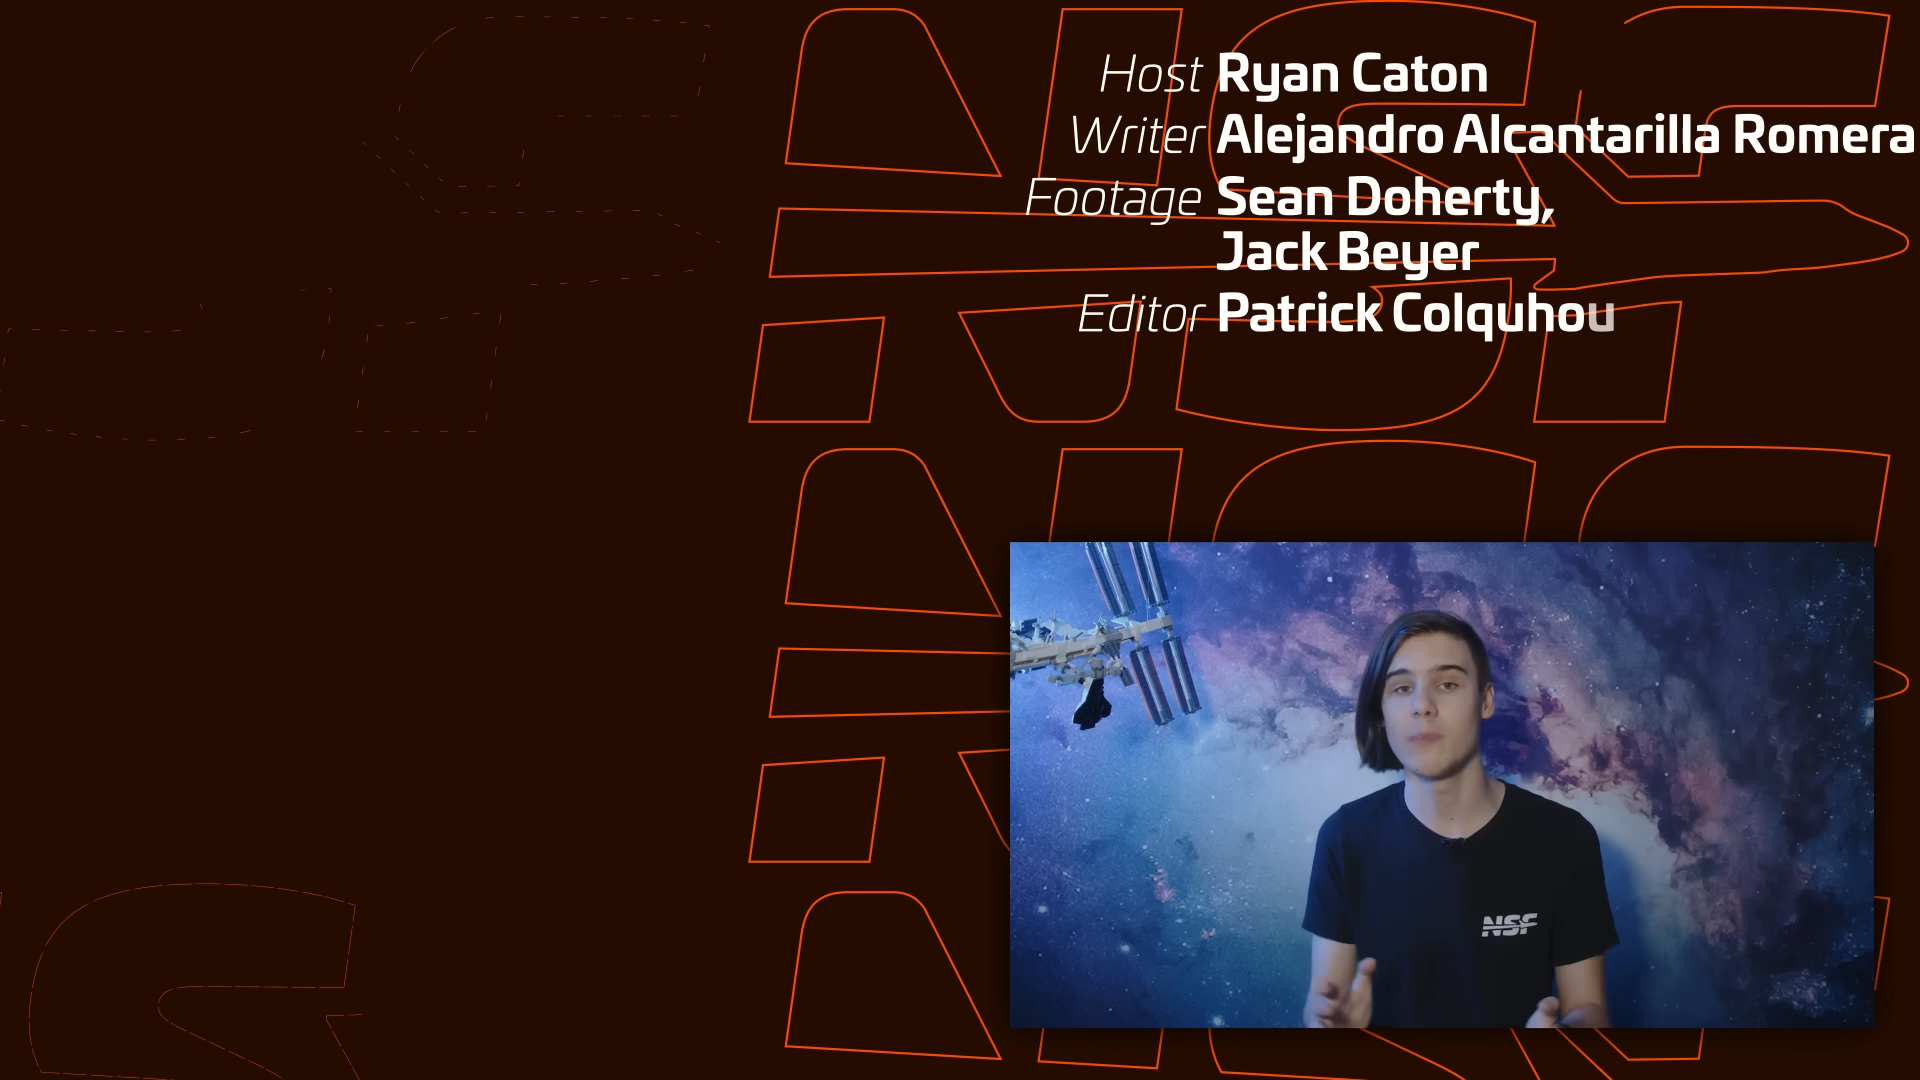 Host Ryan Caton
Writer Alejandro Alcantarilla Romera
Footage Sean Doherty,
Jack Beyer
Editor Patrick Colquhou
NSF